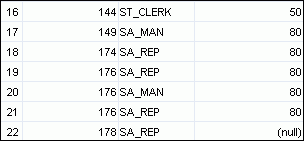 16 144 ST_CLERK 50
17 149 SA_MAN 80
18 174 SA_REP 80
19 176 SA_REP 80
20 176 SA_MAN 80
21 176 SA_REP 80
22 178 SA_REP (null)